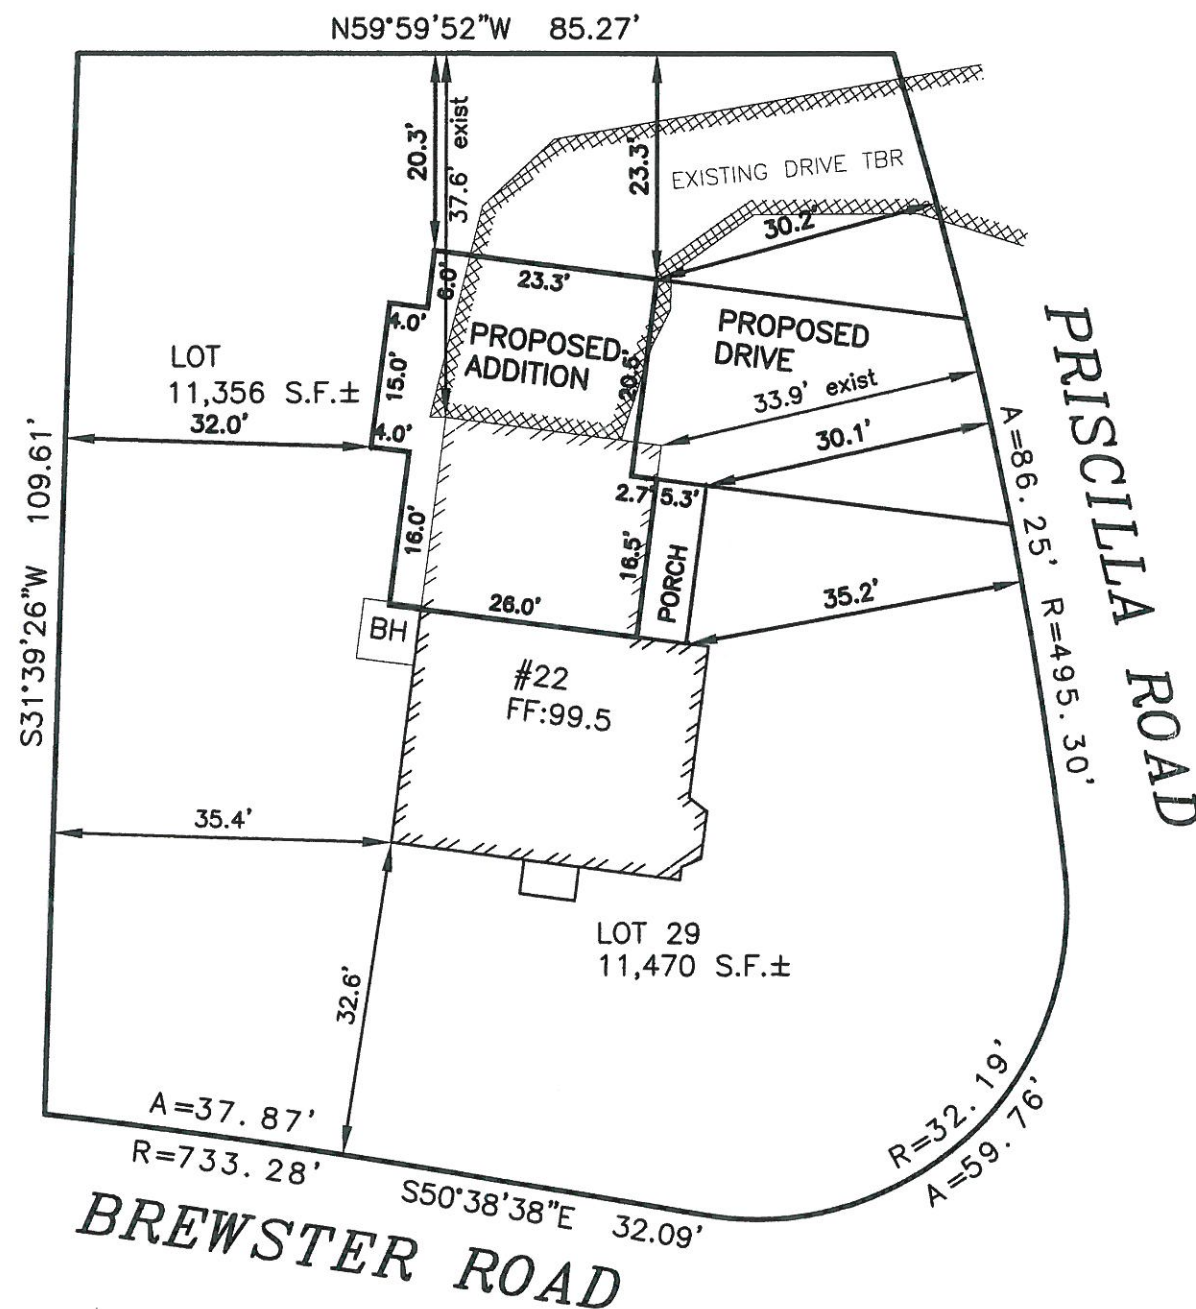 N59°59'52"W 85.27'
20.3'
37.6' exist
23.3'
EXISTING DRIVE TBR
30.2'
6.0'
23.3'
4.0'
PROPOSED
ADDITION
20.5'
PROPOSED
DRIVE
LOT
11,356 S.F.±
15.0'
33.9' exist
32.0'
4.0'
30.1'
S31°39'26"W 109.61'
A=86.25' R=495.30'
PRISCILLA ROAD
2.7'
5.3'
16.0'
16.5'
PORCH
26.0'
35.2'
BH
#22
FF:99.5
35.4'
LOT 29
11,470 S.F.±
32.6'
A=37.87'
R=733.28'
R=32.19'
A=59.76'
S50°38'38"E 32.09'
BREWSTER ROAD